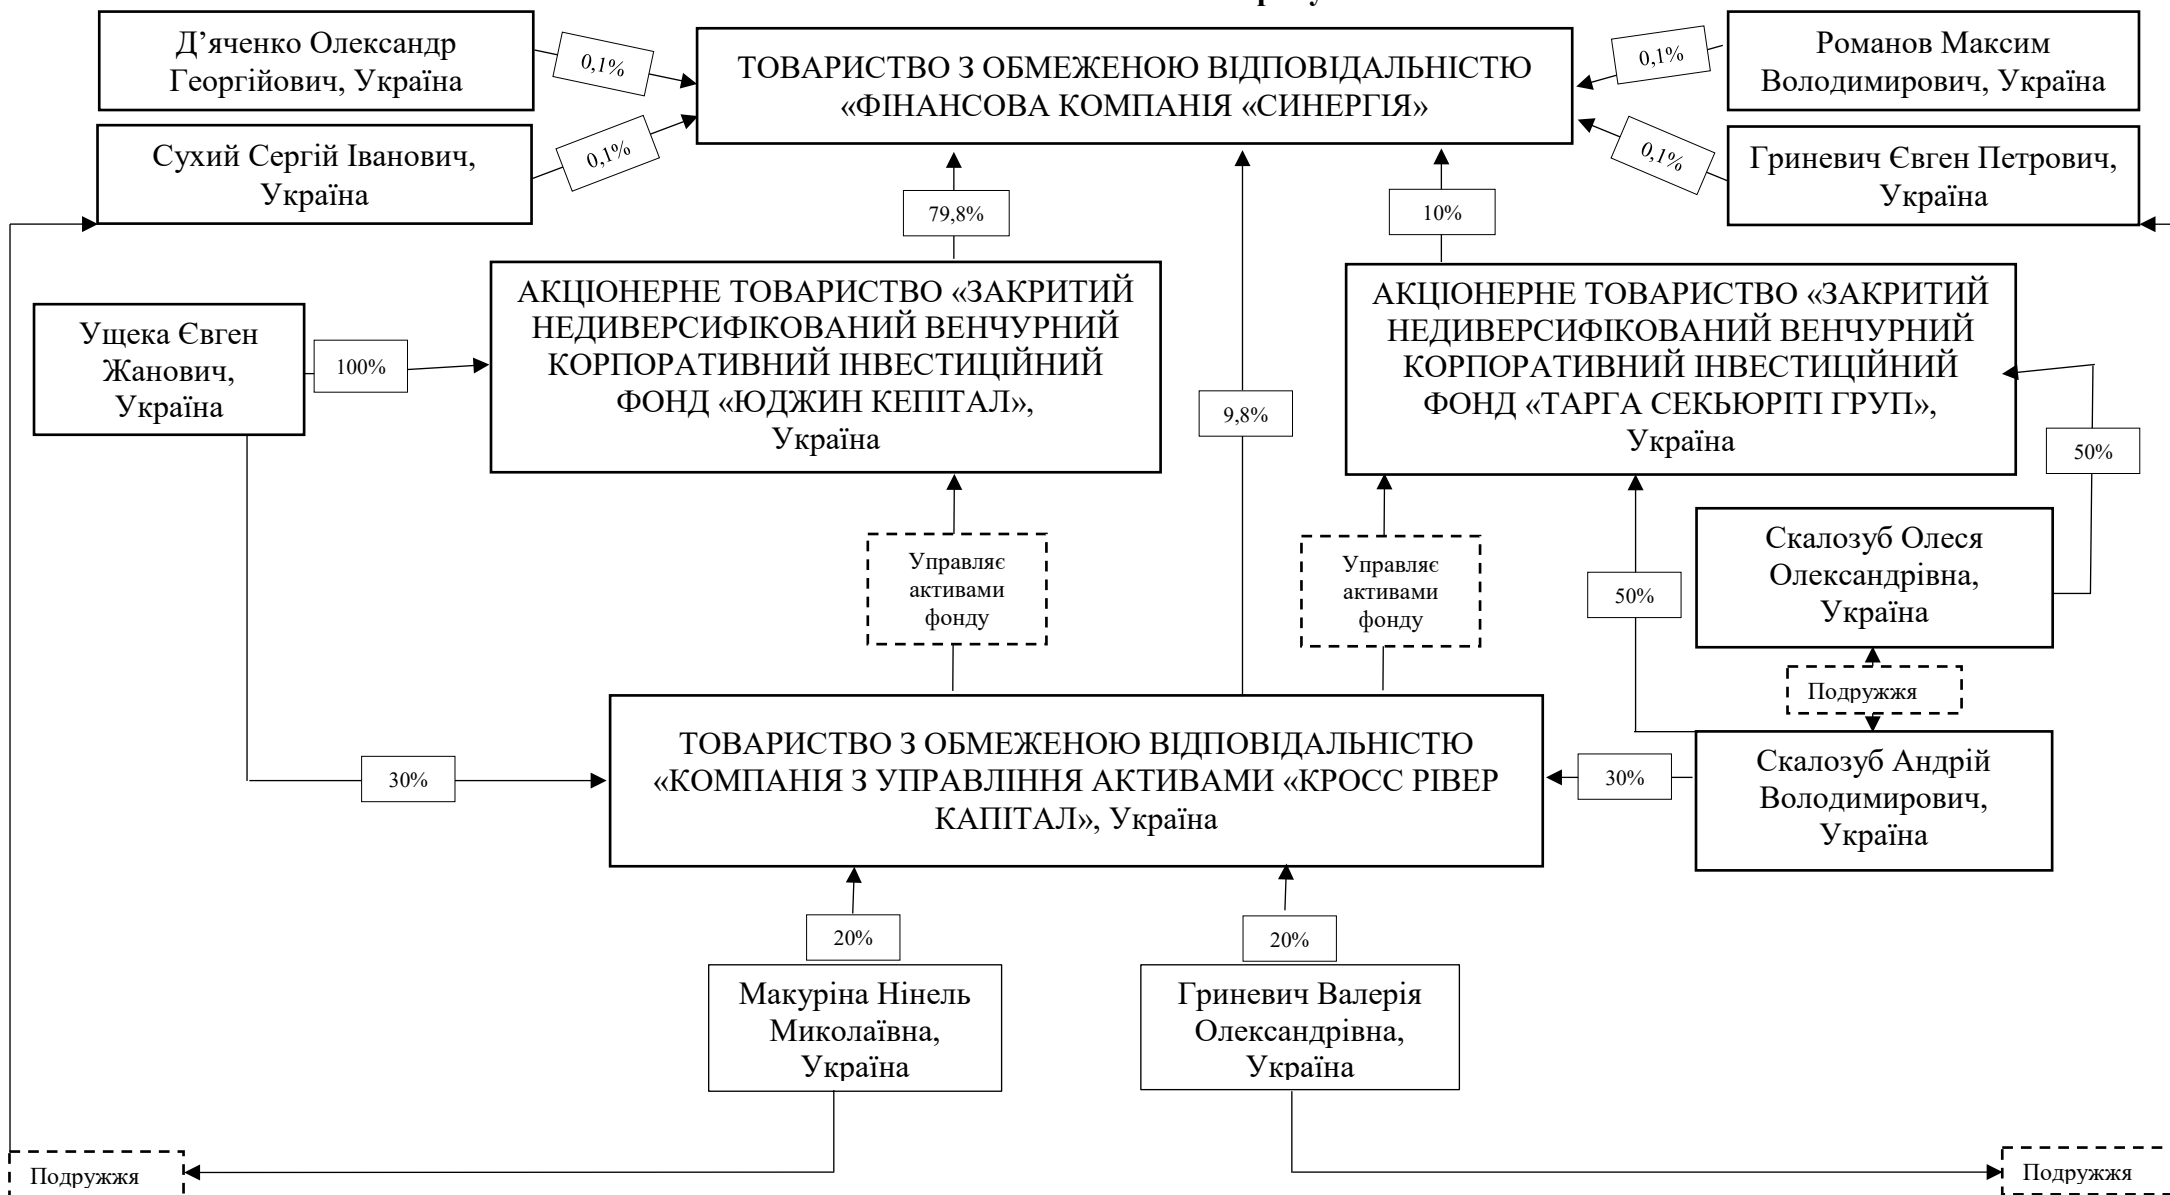 Д’яченко Олександр
Георгійович, Україна
0,1%
ТОВАРИСТВО З ОБМЕЖЕНОЮ ВІДПОВІДАЛЬНІСТЮ
«ФІНАНСОВА КОМПАНІЯ «СИНЕРГІЯ»
0,1%
Романов Максим
Володимирович, Україна
Сухий Сергій Іванович,
Україна
0,1%
0,1%
Гриневич Євген Петрович,
Україна
79,8%
10%
Ущека Євген
Жанович,
Україна
100%
АКЦІОНЕРНЕ ТОВАРИСТВО «ЗАКРИТИЙ
НЕДИВЕРСИФІКОВАНИЙ ВЕНЧУРНИЙ
КОРПОРАТИВНИЙ ІНВЕСТИЦІЙНИЙ
ФОНД «ЮДЖИН КЕПІТАЛ»,
Україна
9,8%
АКЦІОНЕРНЕ ТОВАРИСТВО «ЗАКРИТИЙ
НЕДИВЕРСИФІКОВАНИЙ ВЕНЧУРНИЙ
КОРПОРАТИВНИЙ ІНВЕСТИЦІЙНИЙ
ФОНД «ТАРГА СЕКЬЮРІТІ ГРУП»,
Україна
50%
Управляє
активами
фонду
Управляє
активами
фонду
50%
Скалозуб Олеся
Олександрівна,
Україна
Подружжя
30%
ТОВАРИСТВО З ОБМЕЖЕНОЮ ВІДПОВІДАЛЬНІСТЮ
«КОМПАНІЯ З УПРАВЛІННЯ АКТИВАМИ «КРОСС РІВЕР
КАПІТАЛ», Україна
30%
Скалозуб Андрій
Володимирович,
Україна
20%
20%
Макуріна Нінель
Миколаївна,
Україна
Гриневич Валерія
Олександрівна,
Україна
Подружжя
Подружжя